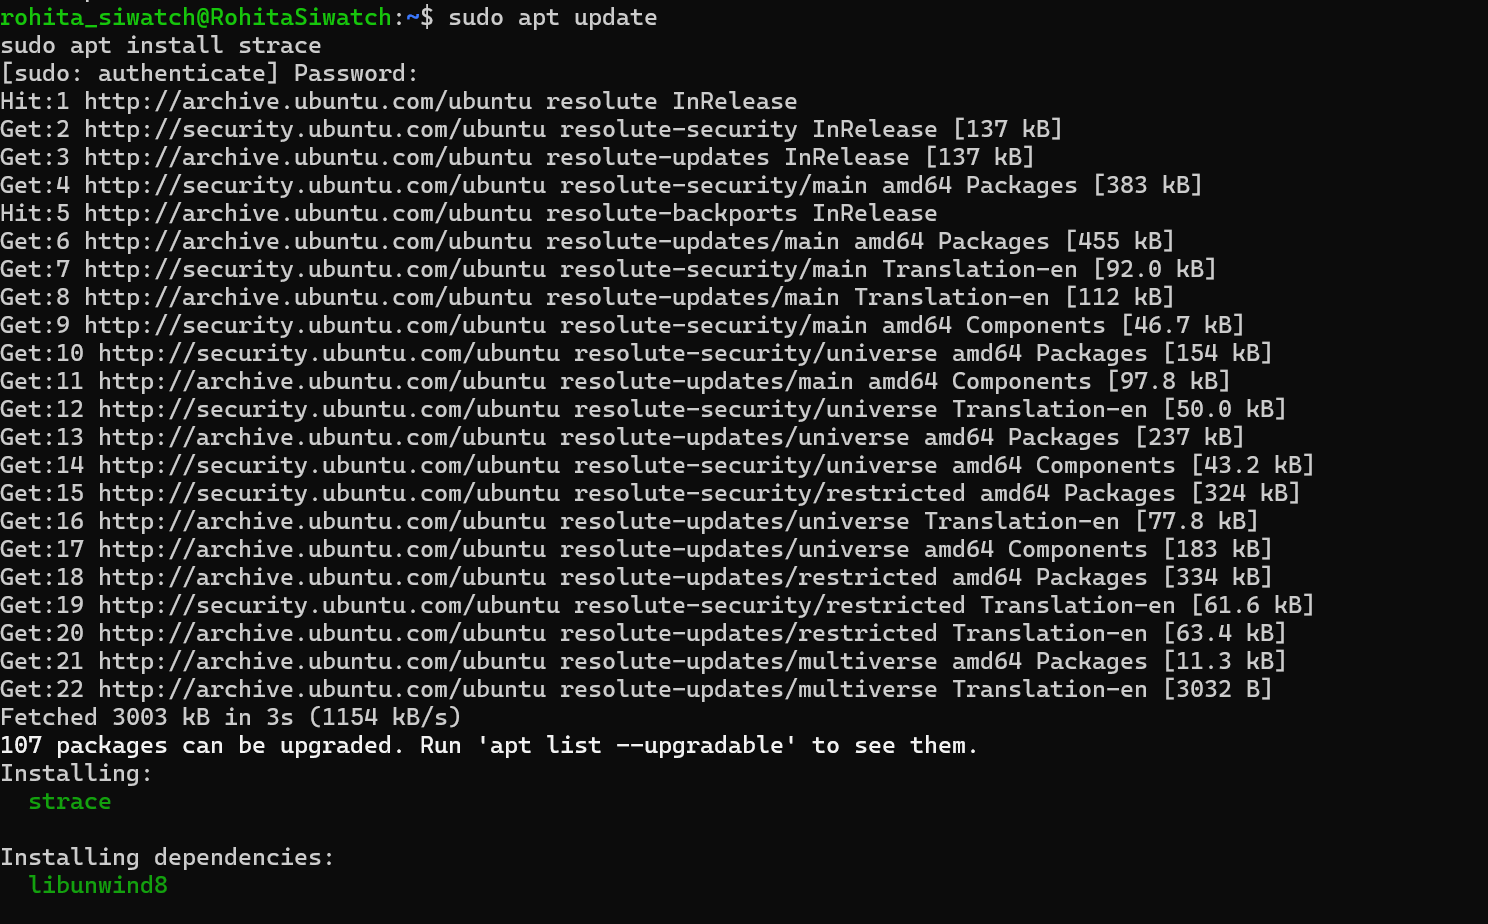 rohita_siwatch@RohitaSiwatch:~$ sudo apt update
sudo apt install strace
[sudo: authenticate] Password:
Hit:1 http://archive.ubuntu.com/ubuntu resolute InRelease
Get:2 http://security.ubuntu.com/ubuntu resolute-security InRelease [137 kB]
Get:3 http://archive.ubuntu.com/ubuntu resolute-updates InRelease [137 kB]
Get:4 http://security.ubuntu.com/ubuntu resolute-security/main amd64 Packages [383 kB]
Hit:5 http://archive.ubuntu.com/ubuntu resolute-backports InRelease
Get:6 http://archive.ubuntu.com/ubuntu resolute-updates/main amd64 Packages [455 kB]
Get:7 http://security.ubuntu.com/ubuntu resolute-security/main Translation-en [92.0 kB]
Get:8 http://archive.ubuntu.com/ubuntu resolute-updates/main Translation-en [112 kB]
Get:9 http://security.ubuntu.com/ubuntu resolute-security/main amd64 Components [46.7 kB]
Get:10 http://security.ubuntu.com/ubuntu resolute-security/universe amd64 Packages [154 kB]
Get:11 http://archive.ubuntu.com/ubuntu resolute-updates/main amd64 Components [97.8 kB]
Get:12 http://security.ubuntu.com/ubuntu resolute-security/universe Translation-en [50.0 kB]
Get:13 http://archive.ubuntu.com/ubuntu resolute-updates/universe amd64 Packages [237 kB]
Get:14 http://security.ubuntu.com/ubuntu resolute-security/universe amd64 Components [43.2 kB]
Get:15 http://security.ubuntu.com/ubuntu resolute-security/restricted amd64 Packages [324 kB]
Get:16 http://archive.ubuntu.com/ubuntu resolute-updates/universe Translation-en [77.8 kB]
Get:17 http://archive.ubuntu.com/ubuntu resolute-updates/universe amd64 Components [183 kB]
Get:18 http://archive.ubuntu.com/ubuntu resolute-updates/restricted amd64 Packages [334 kB]
Get:19 http://security.ubuntu.com/ubuntu resolute-security/restricted Translation-en [61.6 kB]
Get:20 http://archive.ubuntu.com/ubuntu resolute-updates/restricted Translation-en [63.4 kB]
Get:21 http://archive.ubuntu.com/ubuntu resolute-updates/multiverse amd64 Packages [11.3 kB]
Get:22 http://archive.ubuntu.com/ubuntu resolute-updates/multiverse Translation-en [3032 B]
Fetched 3003 kB in 3s (1154 kB/s)
107 packages can be upgraded. Run 'apt list --upgradable' to see them.
Installing:
  strace

Installing dependencies:
  libunwind8